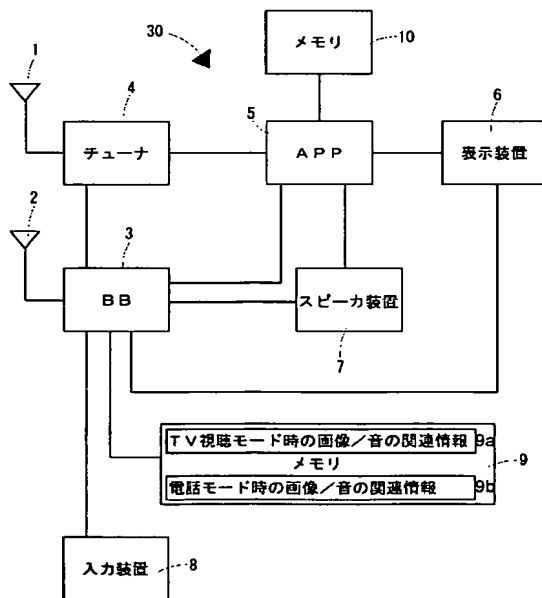 30
メモリ
10
1
4
5
6
チューナ
ＡＰＰ
表示装置
2
3
ＢＢ
スピーカ装置
7
ＴＶ視聴モード時の画像／音の関連情報 9a
メモリ
9
電話モード時の画像／音の関連情報 9b
入力装置
8